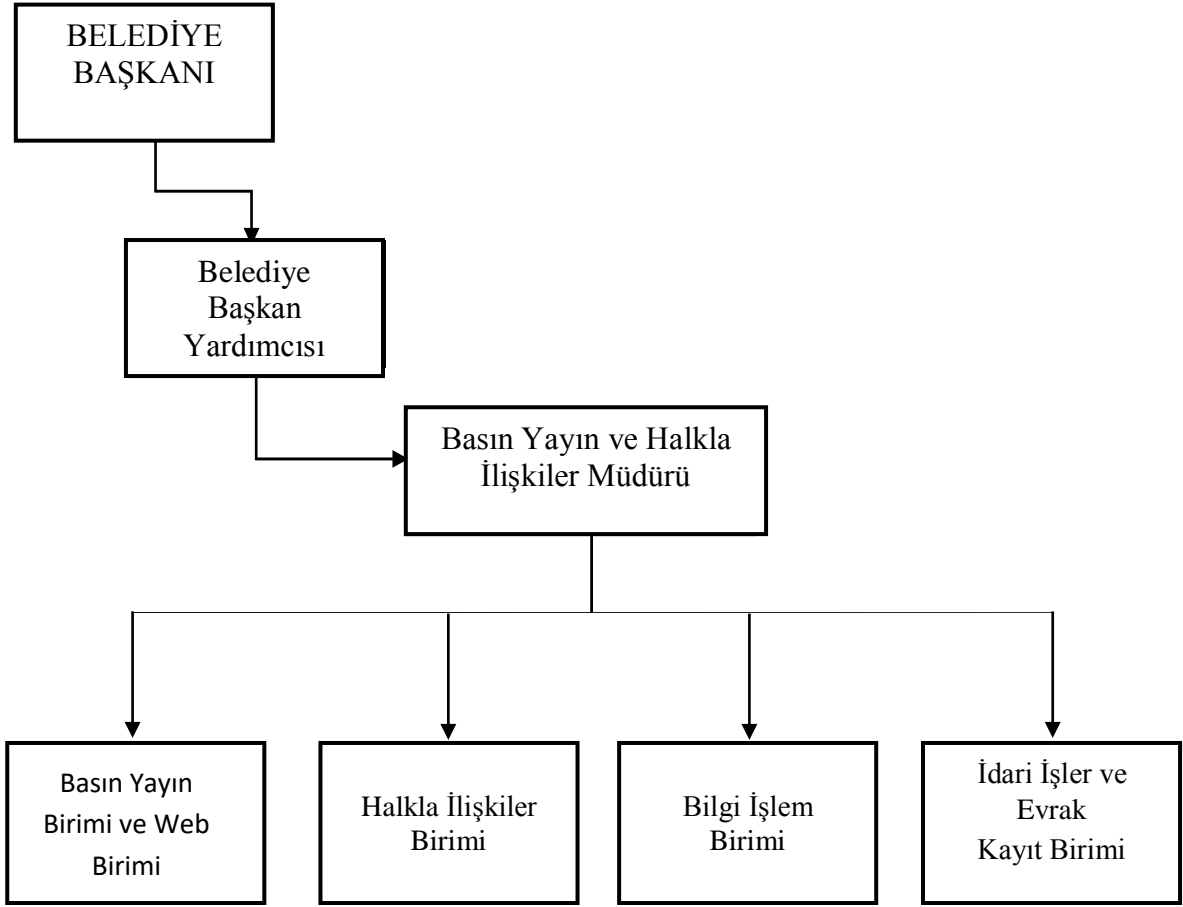 BELEDİYE
BAŞKANI
Belediye
Başkan
Yardımcısı
Basın Yayın ve Halkla
İlişkiler Müdürü
Basın Yayın
Birimi ve Web
Birimi
Halkla İlişkiler
Birimi
Bilgi İşlem
Birimi
İdari İşler ve
Evrak
Kayıt Birimi